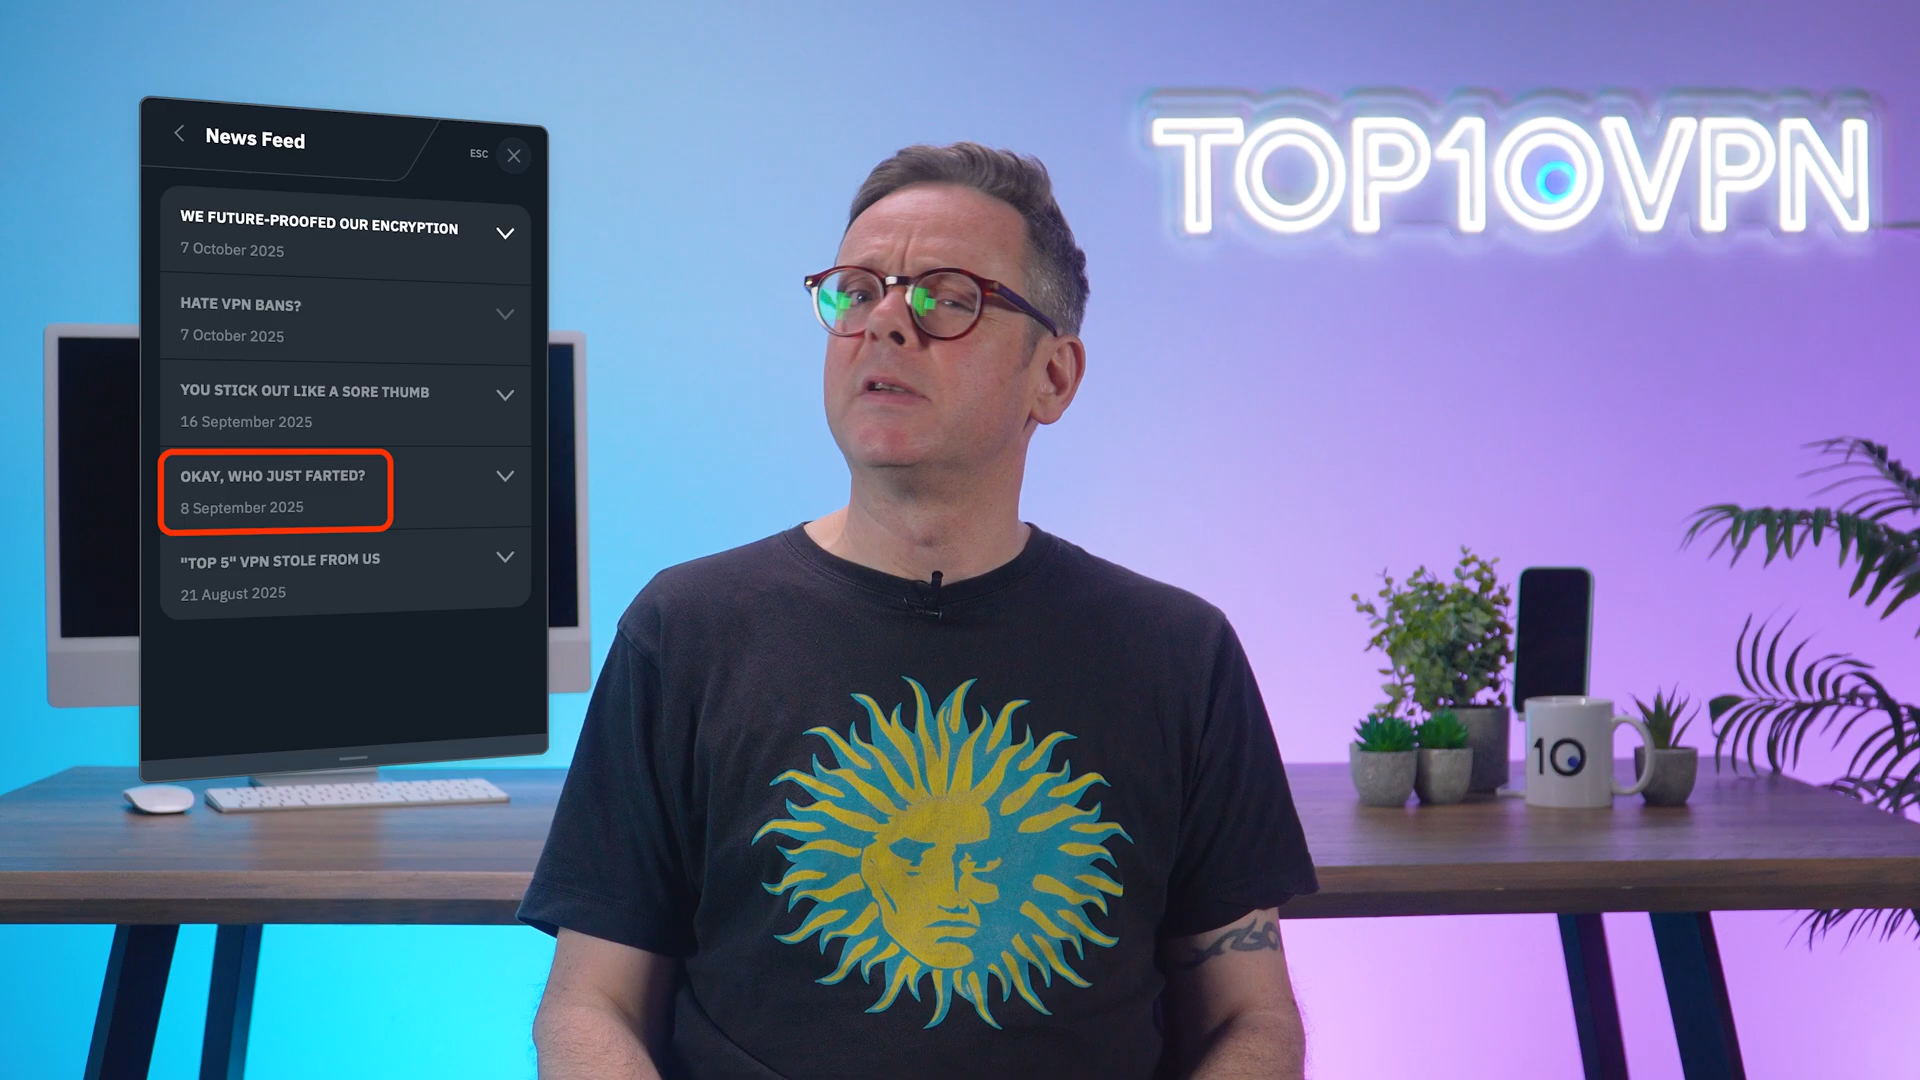 News Feed
ESC
WE FUTURE-PROOFED OUR ENCRYPTION
7 October 2025
HATE VPN BANS?
7 October 2025
YOU STICK OUT LIKE A SORE THUMB
16 September 2025
OKAY, WHO JUST FARTED?
8 September 2025
"TOP 5" VPN STOLE FROM US
21 August 2025
TOP10VPN
10